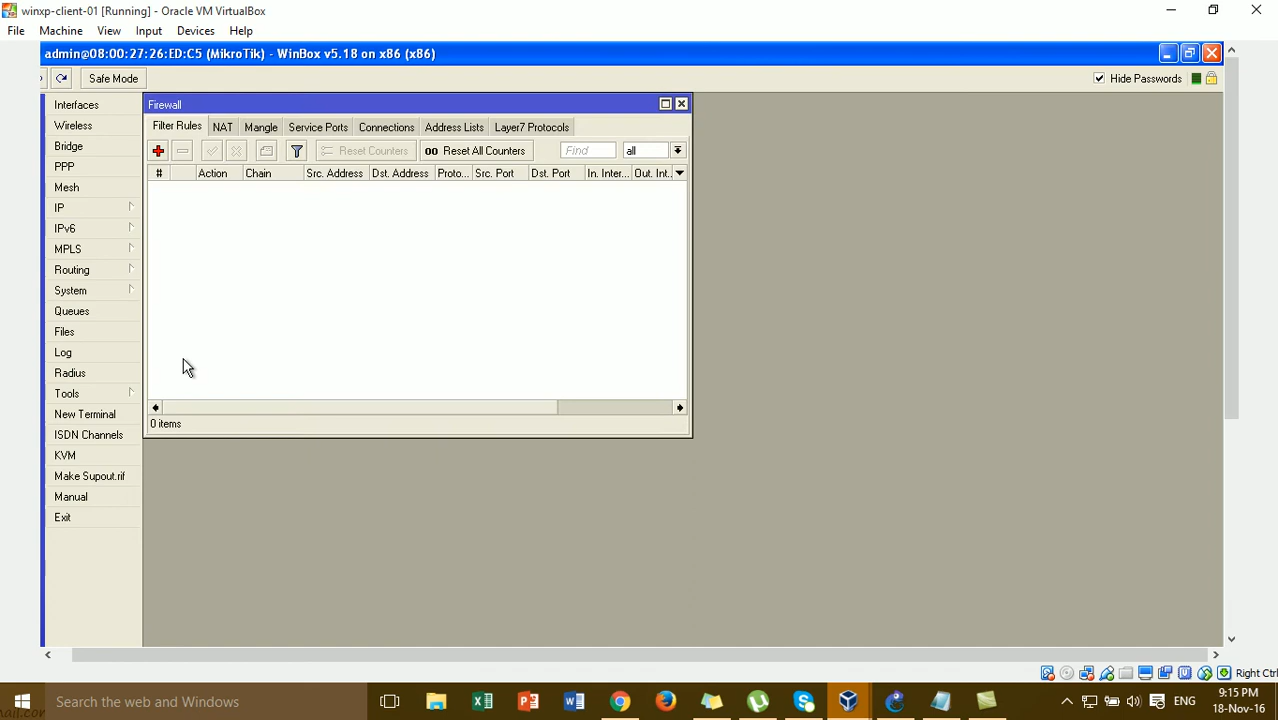 winxp-client-01 [Running] - Oracle VM VirtualBox
File Machine View Input Devices Help
admin@08:00:27:26:ED:C5 (MikroTik) - WinBox v5.18 on x86 (x86)
Safe Mode
Hide Passwords
Interfaces
Wireless
Bridge
PPP
Mesh
IP
IPv6
MPLS
Routing
System
Queues
Files
Log
Radius
Tools
New Terminal
ISDN Channels
KVM
Make Supout.rif
Manual
Exit
Firewall
Filter Rules NAT Mangle Service Ports Connections Address Lists Layer7 Protocols
Reset Counters 00 Reset All Counters Find all
# Action Chain Src. Address Dst. Address Proto... Src. Port Dst. Port In. Inter... Out. Int...
0 items
Right Ctrl
Search the web and Windows
ENG
9:15 PM
18-Nov-16